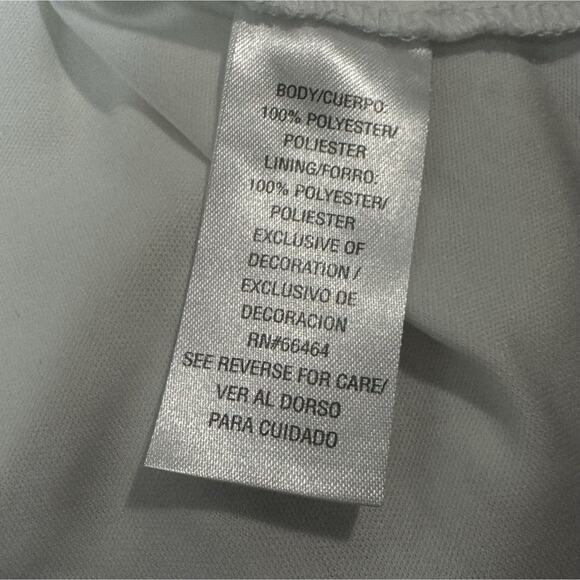 BODY/CUERPO:
100% POLYESTER/
POLIESTER
LINING/FORRO:
100% POLYESTER/
POLIESTER
EXCLUSIVE OF
DECORATION /
EXCLUSIVO DE
DECORACION
RN#66464
SEE REVERSE FOR CARE/
VER AL DORSO
PARA CUIDADO